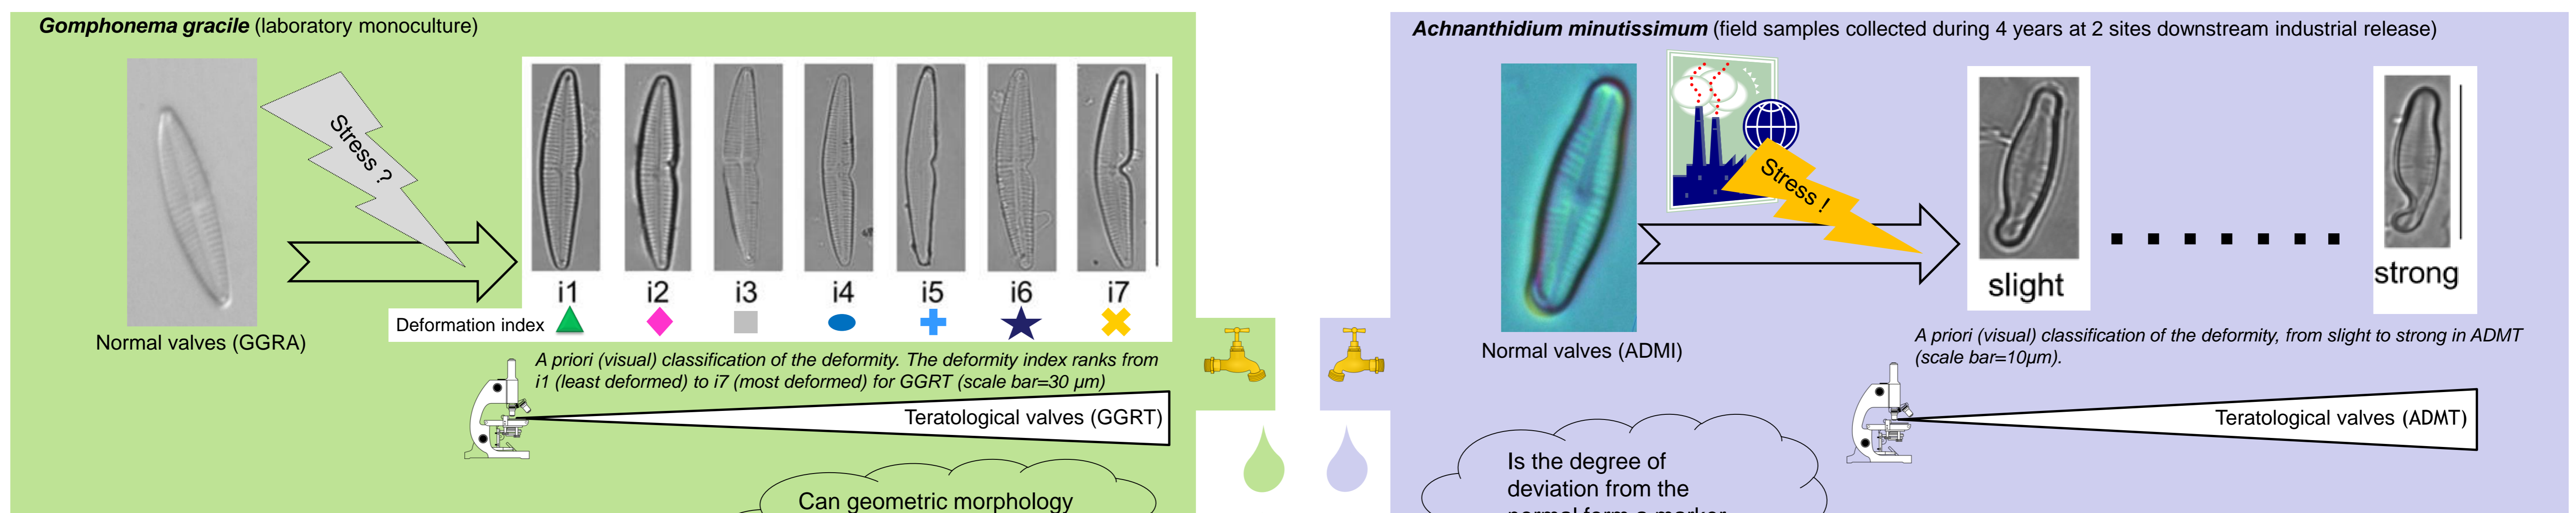 Gomphonema gracile (laboratory monoculture)
Stress ?
Normal valves (GGRA)
i1 i2 i3 i4 i5 i6 i7
Deformation index
A priori (visual) classification of the deformity. The deformity index ranks from
i1 (least deformed) to i7 (most deformed) for GGRT (scale bar=30 µm)
Teratological valves (GGRT)
Can geometric morphology
Achnanthidium minutissimum (field samples collected during 4 years at 2 sites downstream industrial release)
Stress !
Normal valves (ADMI)
slight
strong
A priori (visual) classification of the deformity, from slight to strong in ADMT
(scale bar=10µm).
Teratological valves (ADMT)
Is the degree of
deviation from the
normal form a marker